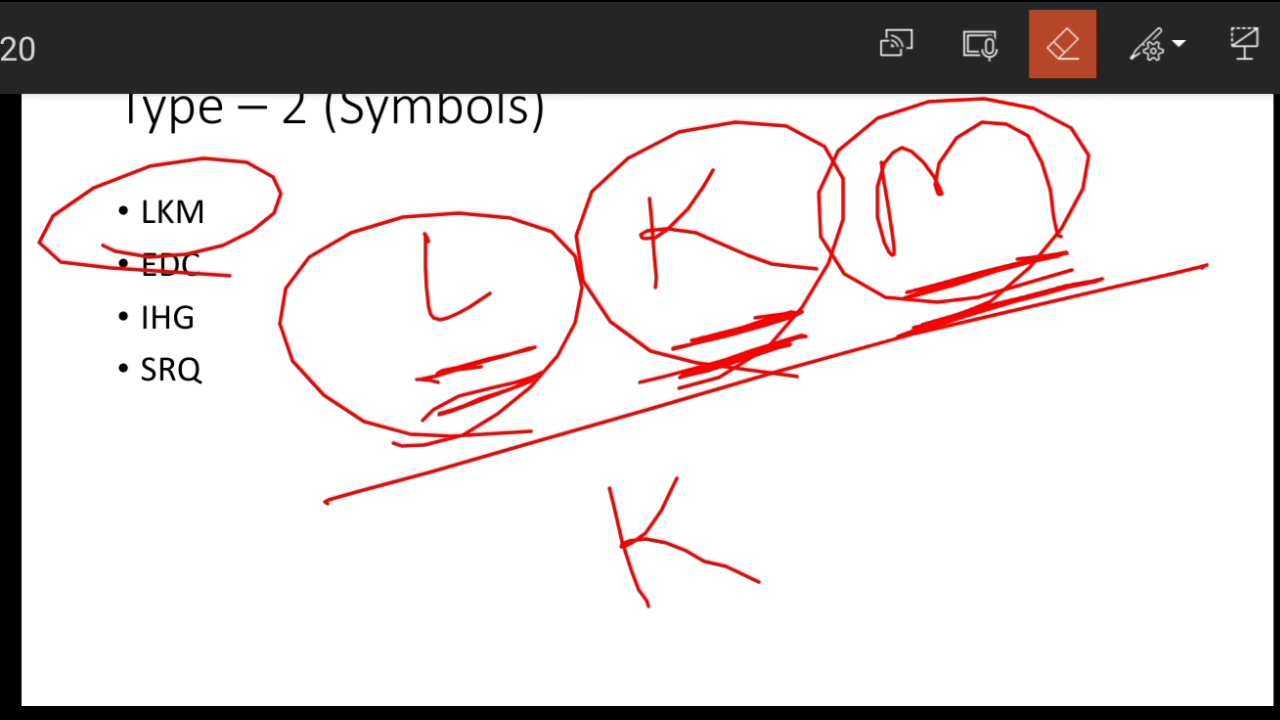 20
Type – 2 (Symbols)
• LKM
• EDC
• IHG
• SRQ
L K M
K